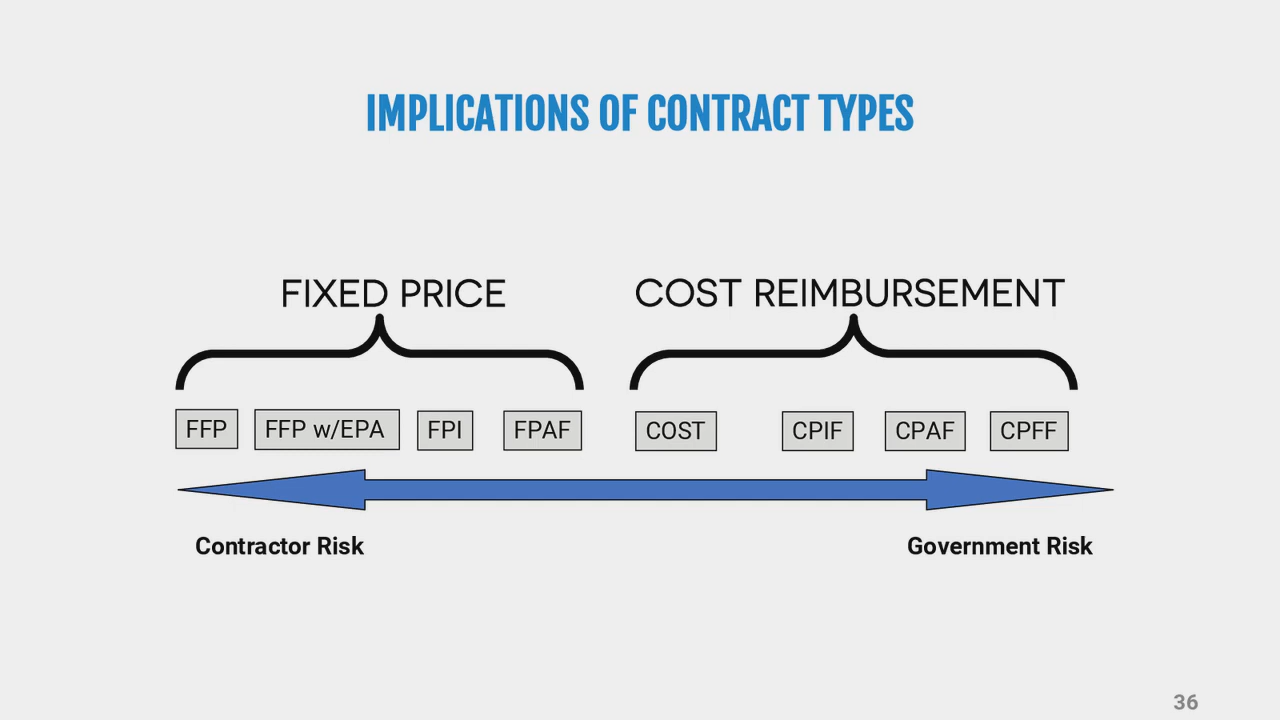 IMPLICATIONS OF CONTRACT TYPES
FIXED PRICE
COST REIMBURSEMENT
FFP
FFP w/EPA
FPI
FPAF
COST
CPIF
CPAF
CPFF
Contractor Risk
Government Risk
36